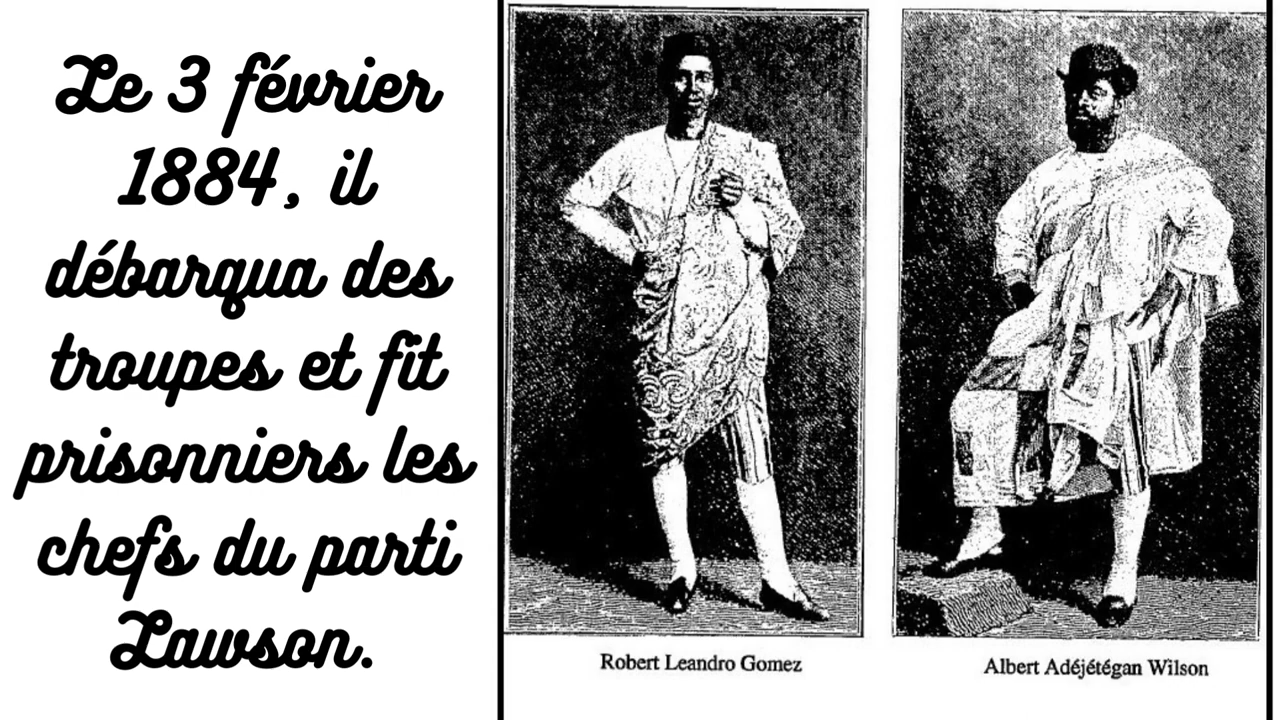 Le 3 février
1884, il
débarqua des
troupes et fit
prisonniers les
chefs du parti
Lawson.
Robert Leandro Gomez
Albert Adéjétégan Wilson